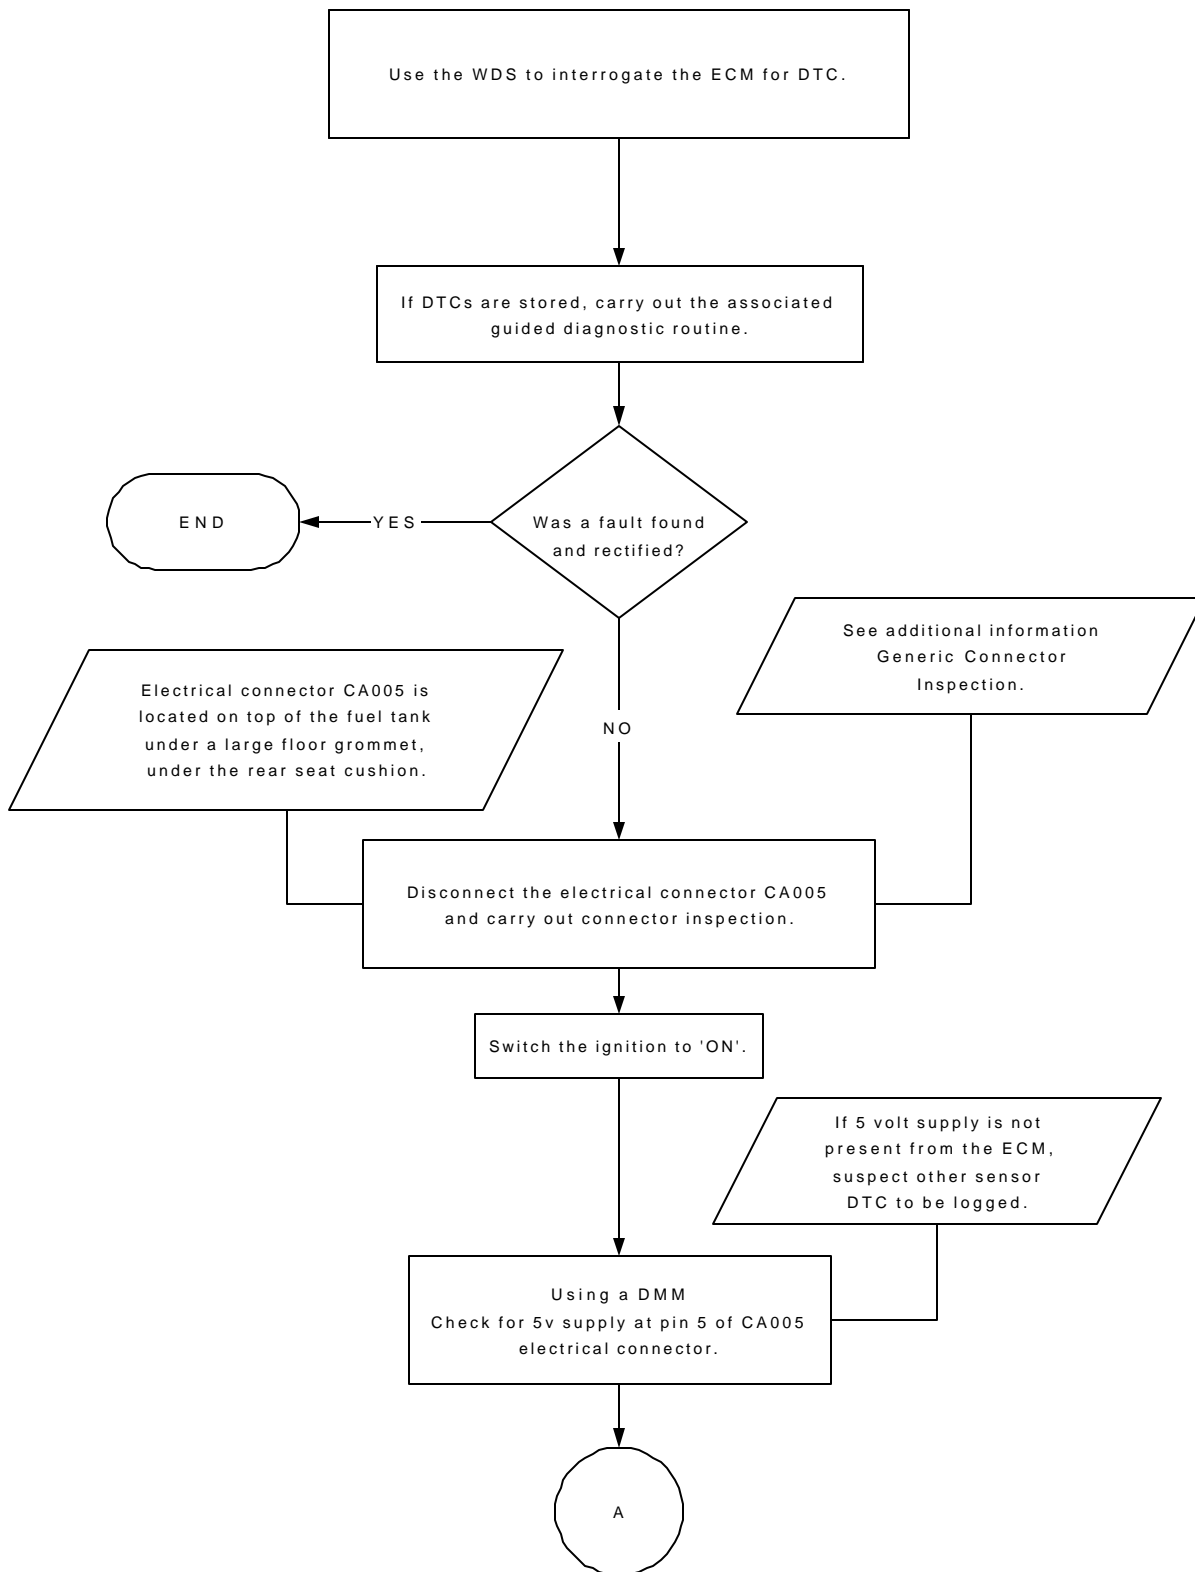 Use the WDS to interrogate the ECM for DTC.
If DTCs are stored, carry out the associated
guided diagnostic routine.
END
YES
Was a fault found
and rectified?
See additional information
Generic Connector
Inspection.
Electrical connector CA005 is
located on top of the fuel tank
under a large floor grommet,
under the rear seat cushion.
NO
Disconnect the electrical connector CA005
and carry out connector inspection.
Switch the ignition to 'ON'.
If 5 volt supply is not
present from the ECM,
suspect other sensor
DTC to be logged.
Using a DMM
Check for 5v supply at pin 5 of CA005
electrical connector.
A